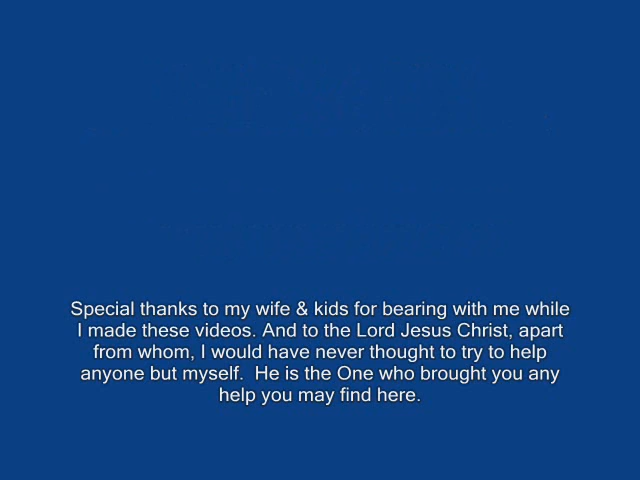 Special thanks to my wife & kids for bearing with me while
I made these videos. And to the Lord Jesus Christ, apart
from whom, I would have never thought to try to help
anyone but myself.  He is the One who brought you any
help you may find here.